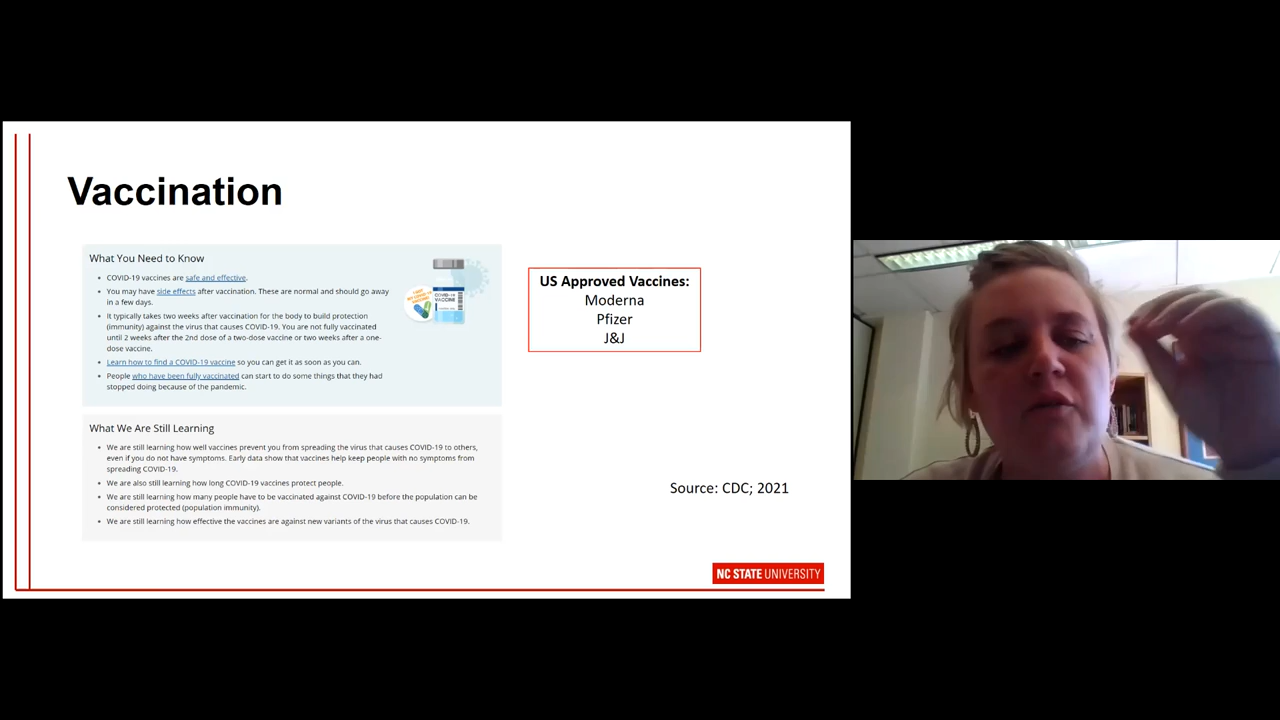 Vaccination
What You Need to Know
• COVID-19 vaccines are safe and effective.
• You may have side effects after vaccination. These are normal and should go away
in a few days.
• It typically takes two weeks after vaccination for the body to build protection
(immunity) against the virus that causes COVID-19. You are not fully vaccinated
until 2 weeks after the 2nd dose of a two-dose vaccine or two weeks after a one-
dose vaccine.
• Learn how to find a COVID-19 vaccine so you can get it as soon as you can.
• People who have been fully vaccinated can start to do some things that they had
stopped doing because of the pandemic.
COVID-19
VACCINE
US Approved Vaccines:
Moderna
Pfizer
J&J
What We Are Still Learning
• We are still learning how well vaccines prevent you from spreading the virus that causes COVID-19 to others,
even if you do not have symptoms. Early data show that vaccines help keep people with no symptoms from
spreading COVID-19.
• We are also still learning how long COVID-19 vaccines protect people.
• We are still learning how many people have to be vaccinated against COVID-19 before the population can be
considered protected (population immunity).
• We are still learning how effective the vaccines are against new variants of the virus that causes COVID-19.
Source: CDC; 2021
NC STATE UNIVERSITY